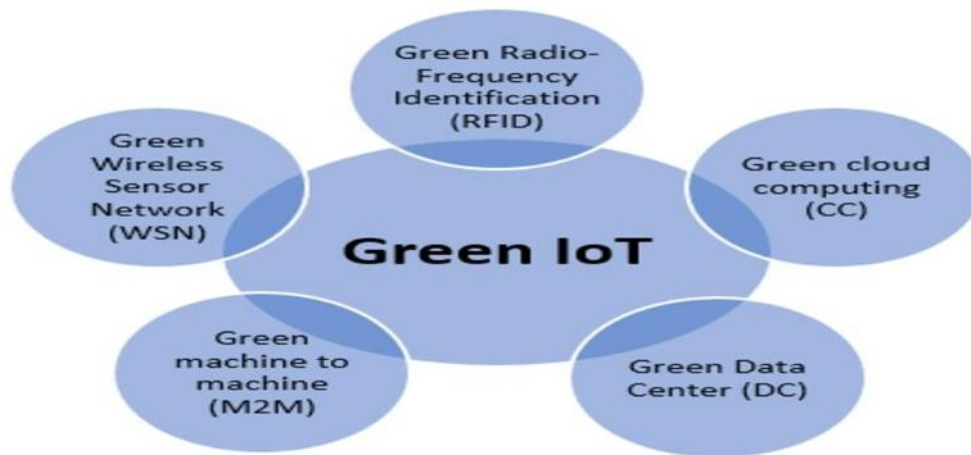 Green Radio-
Frequency
Identification
(RFID)
Green
Wireless
Sensor
Network
(WSN)
Green cloud
computing
(CC)
Green IoT
Green
machine to
machine
(M2M)
Green Data
Center (DC)